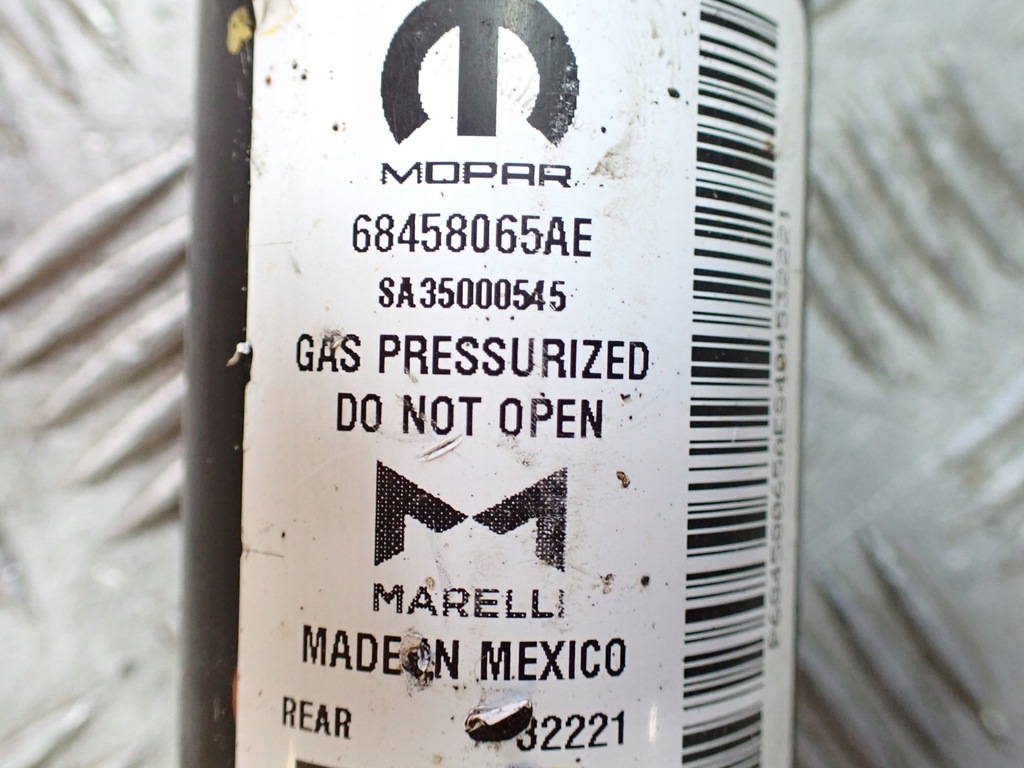 MOPAR
68458065AE
SA35000545
GAS PRESSURIZED
DO NOT OPEN
MARELLI
MADE IN MEXICO
REAR
32221